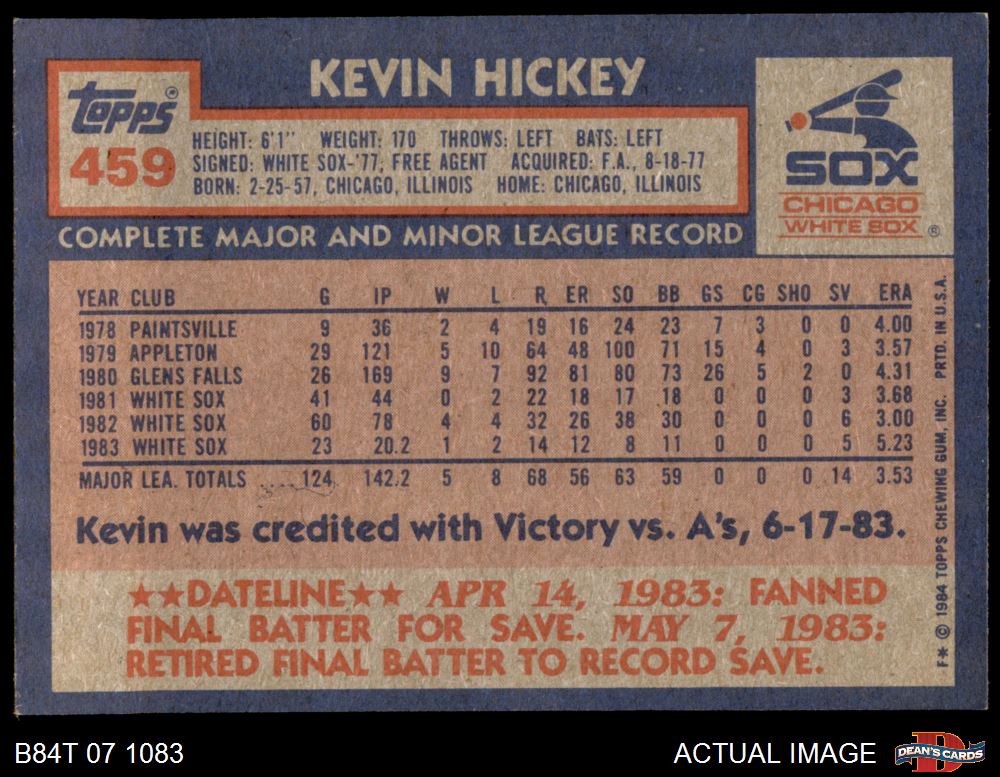 KEVIN HICKEY
topps®
459
HEIGHT: 6'1" WEIGHT: 170 THROWS: LEFT BATS: LEFT
SIGNED: WHITE SOX-'77, FREE AGENT ACQUIRED: F.A., 8-18-77
BORN: 2-25-57, CHICAGO, ILLINOIS HOME: CHICAGO, ILLINOIS
SOX
CHICAGO
WHITE SOX ®
COMPLETE MAJOR AND MINOR LEAGUE RECORD
YEAR CLUB G IP W L R ER SO BB GS CG SHO SV ERA
1978 PAINTSVILLE 9 36 2 4 19 16 24 23 7 3 0 0 4.00
1979 APPLETON 29 121 5 10 64 48 100 71 15 4 0 3 3.57
1980 GLENS FALLS 26 169 9 7 92 81 80 73 26 5 2 0 4.31
1981 WHITE SOX 41 44 0 2 22 18 17 18 0 0 0 3 3.68
1982 WHITE SOX 60 78 4 4 32 26 38 30 0 0 0 6 3.00
1983 WHITE SOX 23 20.2 1 2 14 12 8 11 0 0 0 5 5.23
MAJOR LEA. TOTALS .....124 142.2 5 8 68 56 63 59 0 0 0 14 3.53
Kevin was credited with Victory vs. A's, 6-17-83.
★★DATELINE★★ APR 14, 1983: FANNED
FINAL BATTER FOR SAVE. MAY 7, 1983:
RETIRED FINAL BATTER TO RECORD SAVE.
F* © 1984 TOPPS CHEWING GUM, INC. PRTD. IN U.S.A.
B84T 07 1083
ACTUAL IMAGE
DEAN'S CARDS